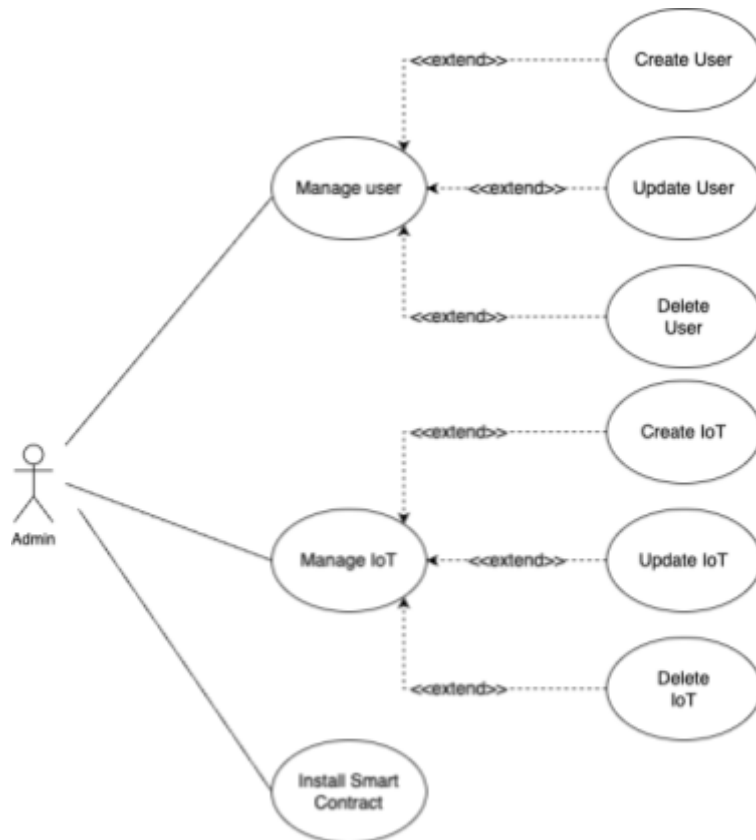 <<extend>>
Create User
Manage user
<<extend>>
Update User
<<extend>>
Delete
User
<<extend>>
Create IoT
Admin
Manage IoT
<<extend>>
Update IoT
<<extend>>
Delete
IoT
Install Smart
Contract